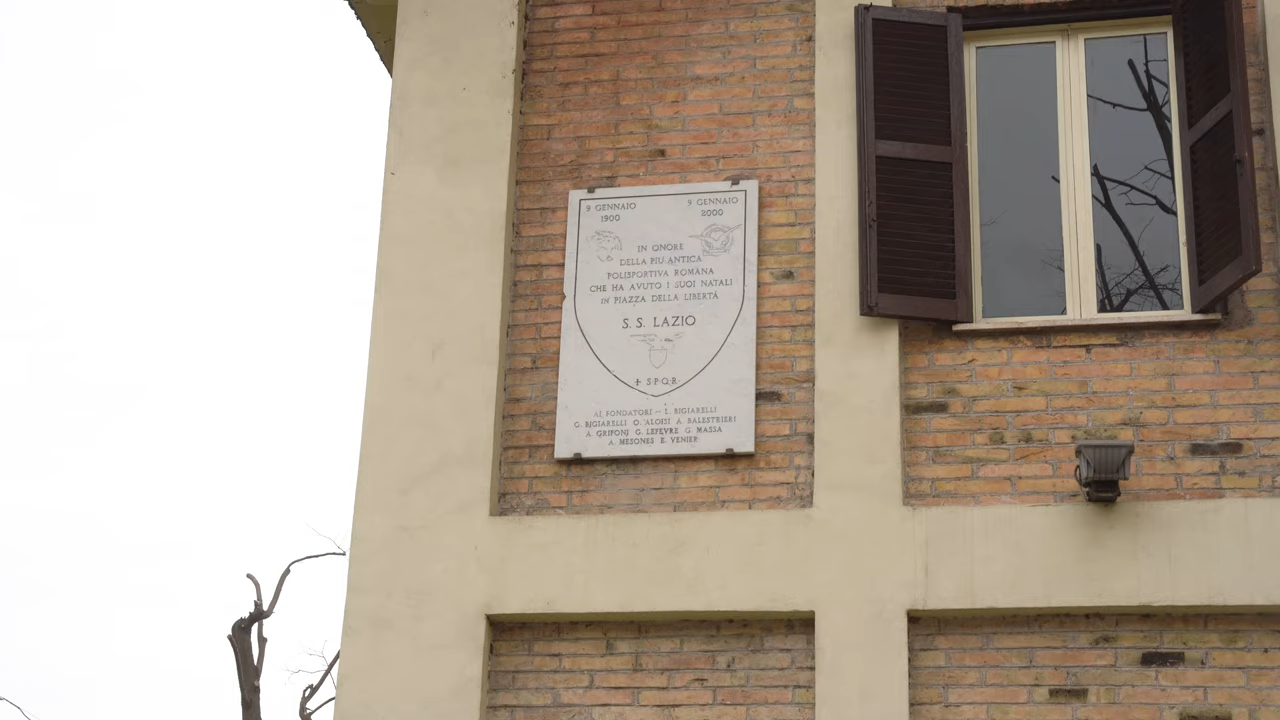 9 GENNAIO 1900
9 GENNAIO 2000
IN ONORE
DELLA PIU ANTICA
POLISPORTIVA ROMANA
CHE HA AVUTO I SUOI NATALI
IN PIAZZA DELLA LIBERTÀ
S. S. LAZIO
S·P·Q·R·
AI FONDATORI – L. BIGIARELLI
G. BIGIARELLI O. ALOISI A. BALESTRIERI
A. GRIFONI G. LEFEVRE G. MASSA
A. MESONES E. VENIER